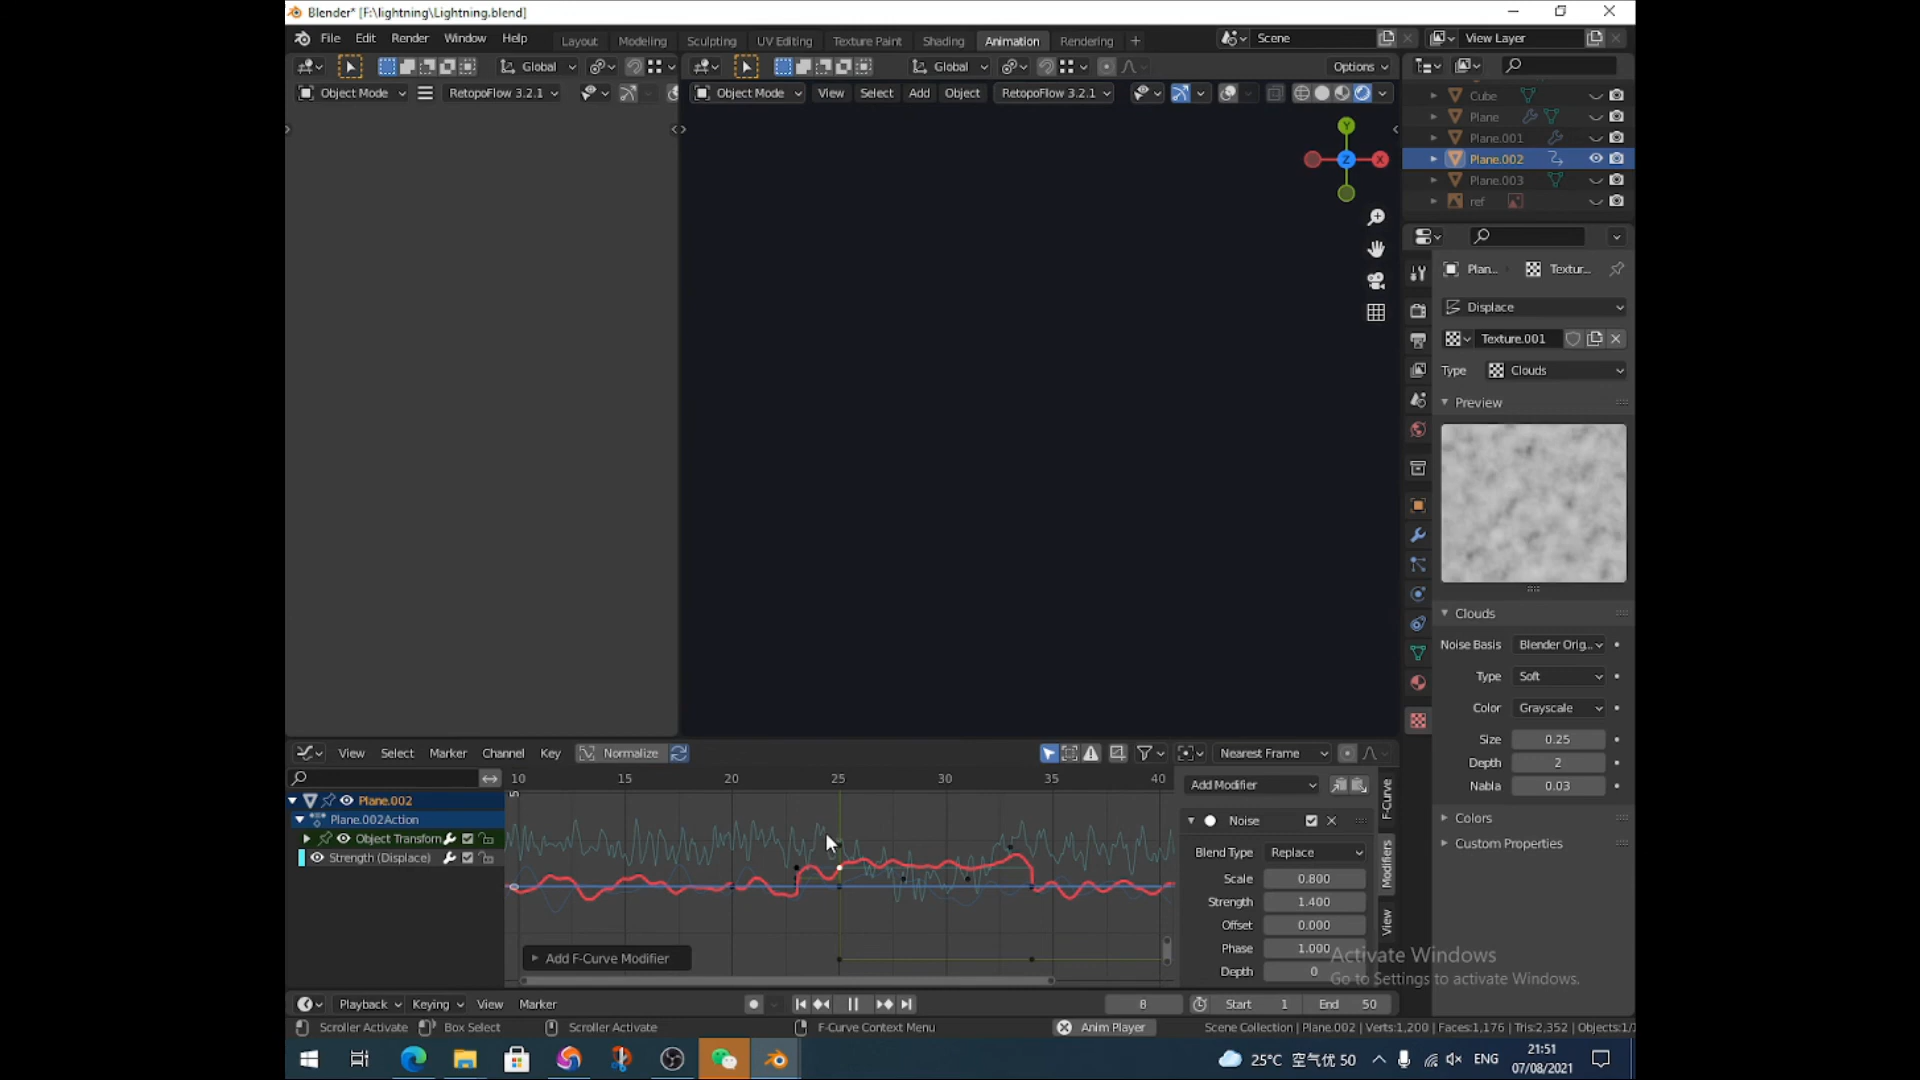 Blender* [F:\lightning\Lightning.blend]
File Edit Render Window Help Layout Modeling Sculpting UV Editing Texture Paint Shading Animation Rendering + Scene View Layer
Global Global Options
Object Mode RetopoFlow 3.2.1 Object Mode View Select Add Object RetopoFlow 3.2.1
Cube
Plane
Plane.001
Plane.002
Plane.003
ref
Y
X
Z
Plan... Textur...
Displace
Texture.001
Type Clouds
Preview
Clouds
Noise Basis Blender Orig...
Type Soft
Color Grayscale
Size 0.25
Depth 2
Nabla 0.03
Colors
Custom Properties
View Select Marker Channel Key Normalize Nearest Frame
10 15 20 25 30 35 40
5
Plane.002
Plane.002Action
Object Transform
Strength (Displace)
Add F-Curve Modifier
Add Modifier
Noise
Blend Type Replace
Scale 0.800
Strength 1.400
Offset 0.000
Phase 1.000
Depth 0
F-Curve
Modifiers
View
Activate Windows
Go to Settings to activate Windows.
Playback Keying View Marker 8 Start 1 End 50
Scroller Activate Box Select Scroller Activate F-Curve Context Menu Anim Player Scene Collection | Plane.002 | Verts:1,200 | Faces:1,176 | Tris:2,352 | Objects:1/
25°C 空气优 50 ENG 21:51
07/08/2021